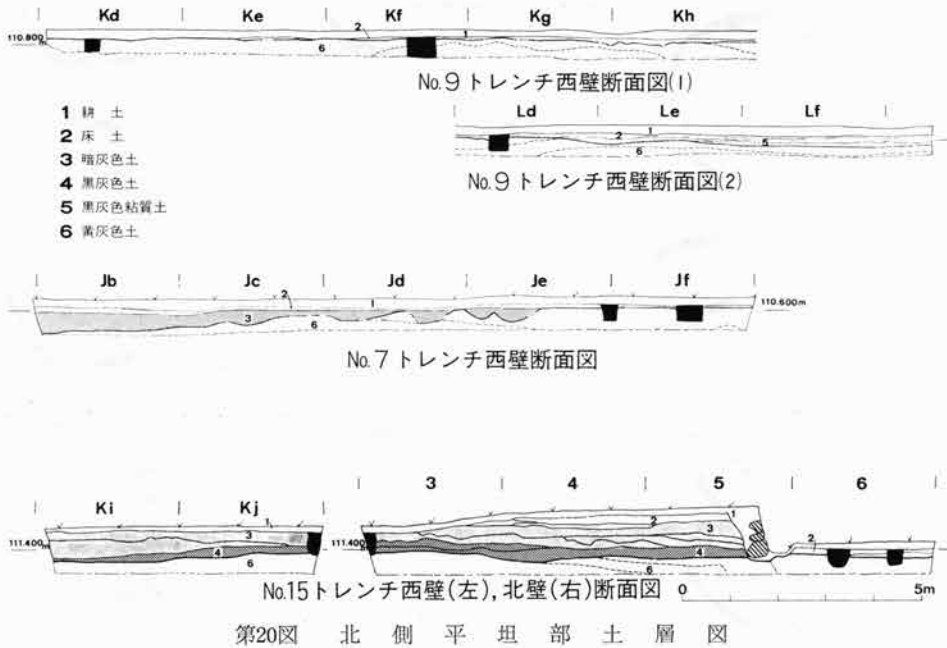 Kd Ke Kf Kg Kh
110.800
m
2 1
6
No.9トレンチ西壁断面図(1)
1 耕土
2 床土
3 暗灰色土
4 黒灰色土
5 黒灰色粘質土
6 黄灰色土
Ld Le Lf
1
2 5
6
No.9トレンチ西壁断面図(2)
Jb Jc Jd Je Jf
2 1
110.600m
3 6
No.7トレンチ西壁断面図
Ki Kj 3 4 5 6
1 1
2 2
3 3
111.400
m
111.400
m
4 4
6 6
No.15トレンチ西壁(左),北壁(右)断面図
0 5m
第20図 北側平坦部土層図